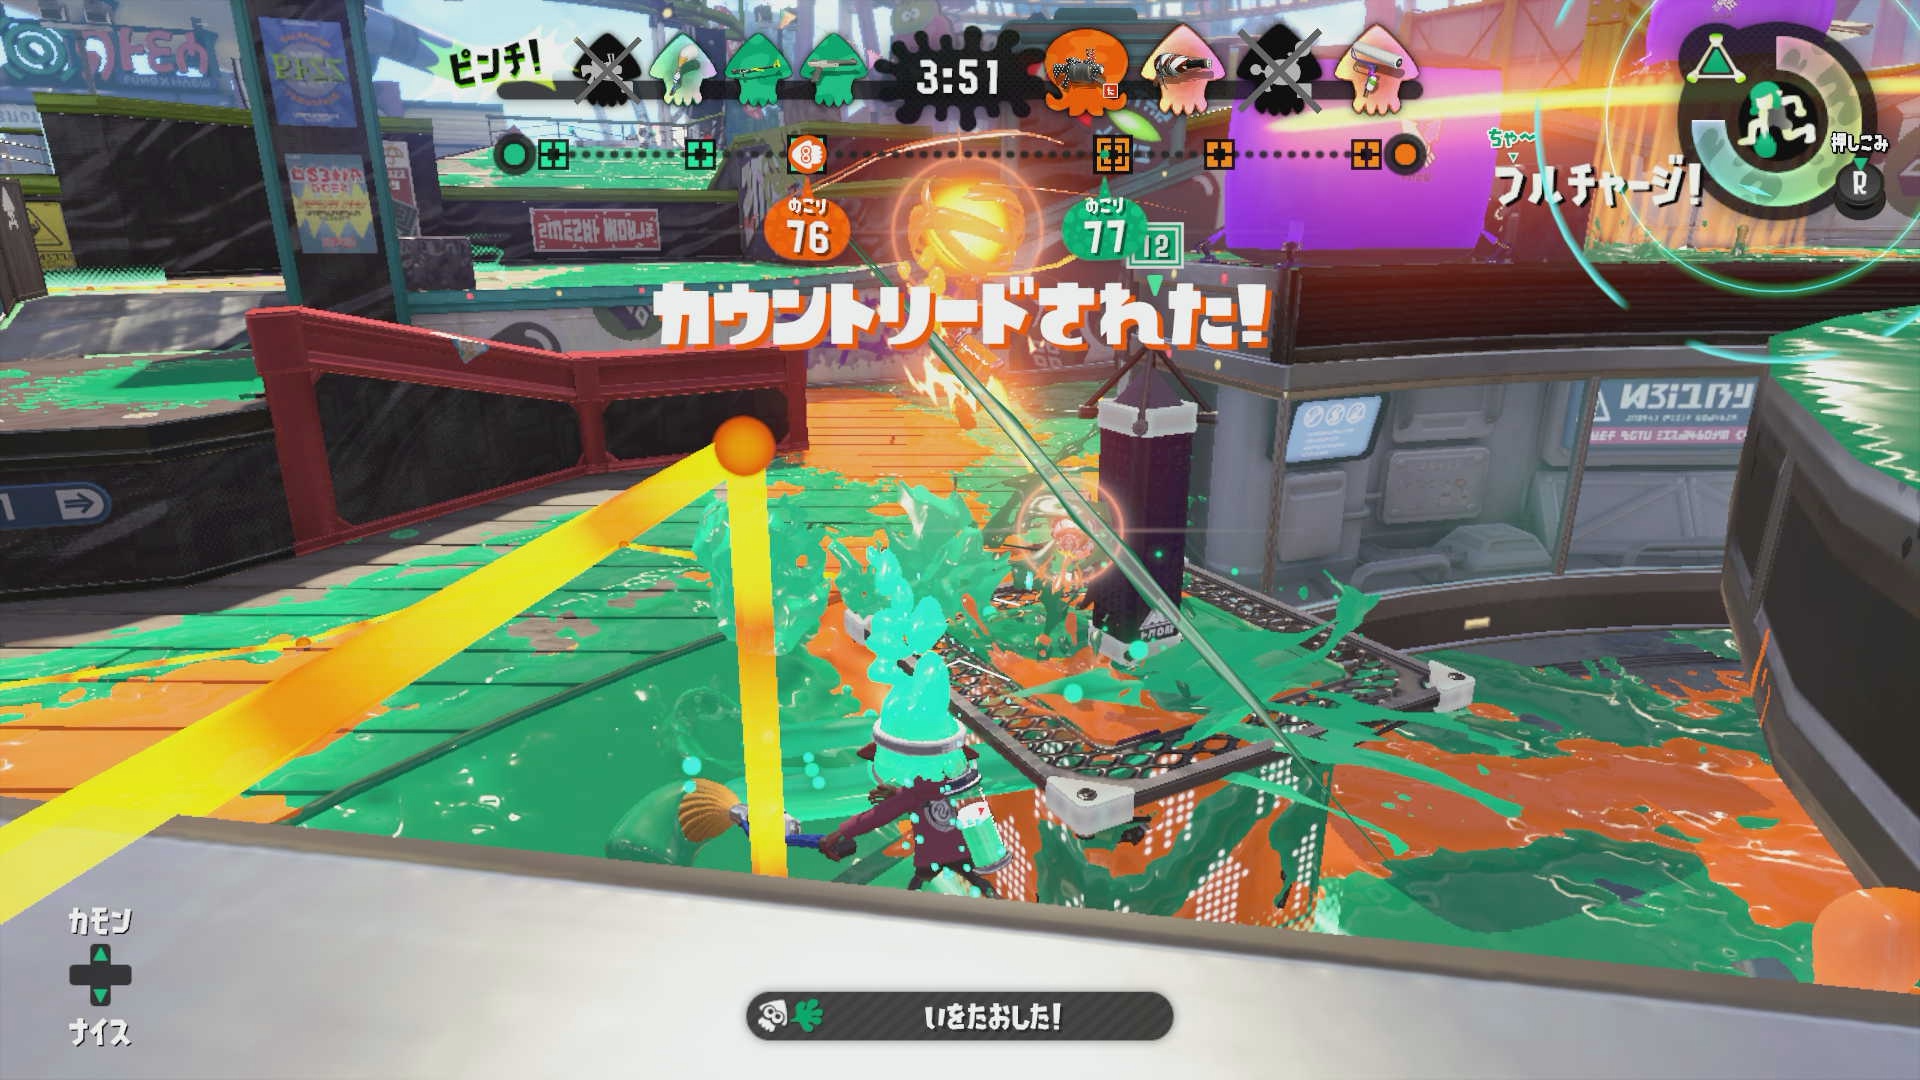 ピンチ!
3:51
のこり
76
のこり
77
12
カウントリードされた!
ちゃ〜
フルチャージ!
押しこみ
R
カモン
ナイス
いをたおした!